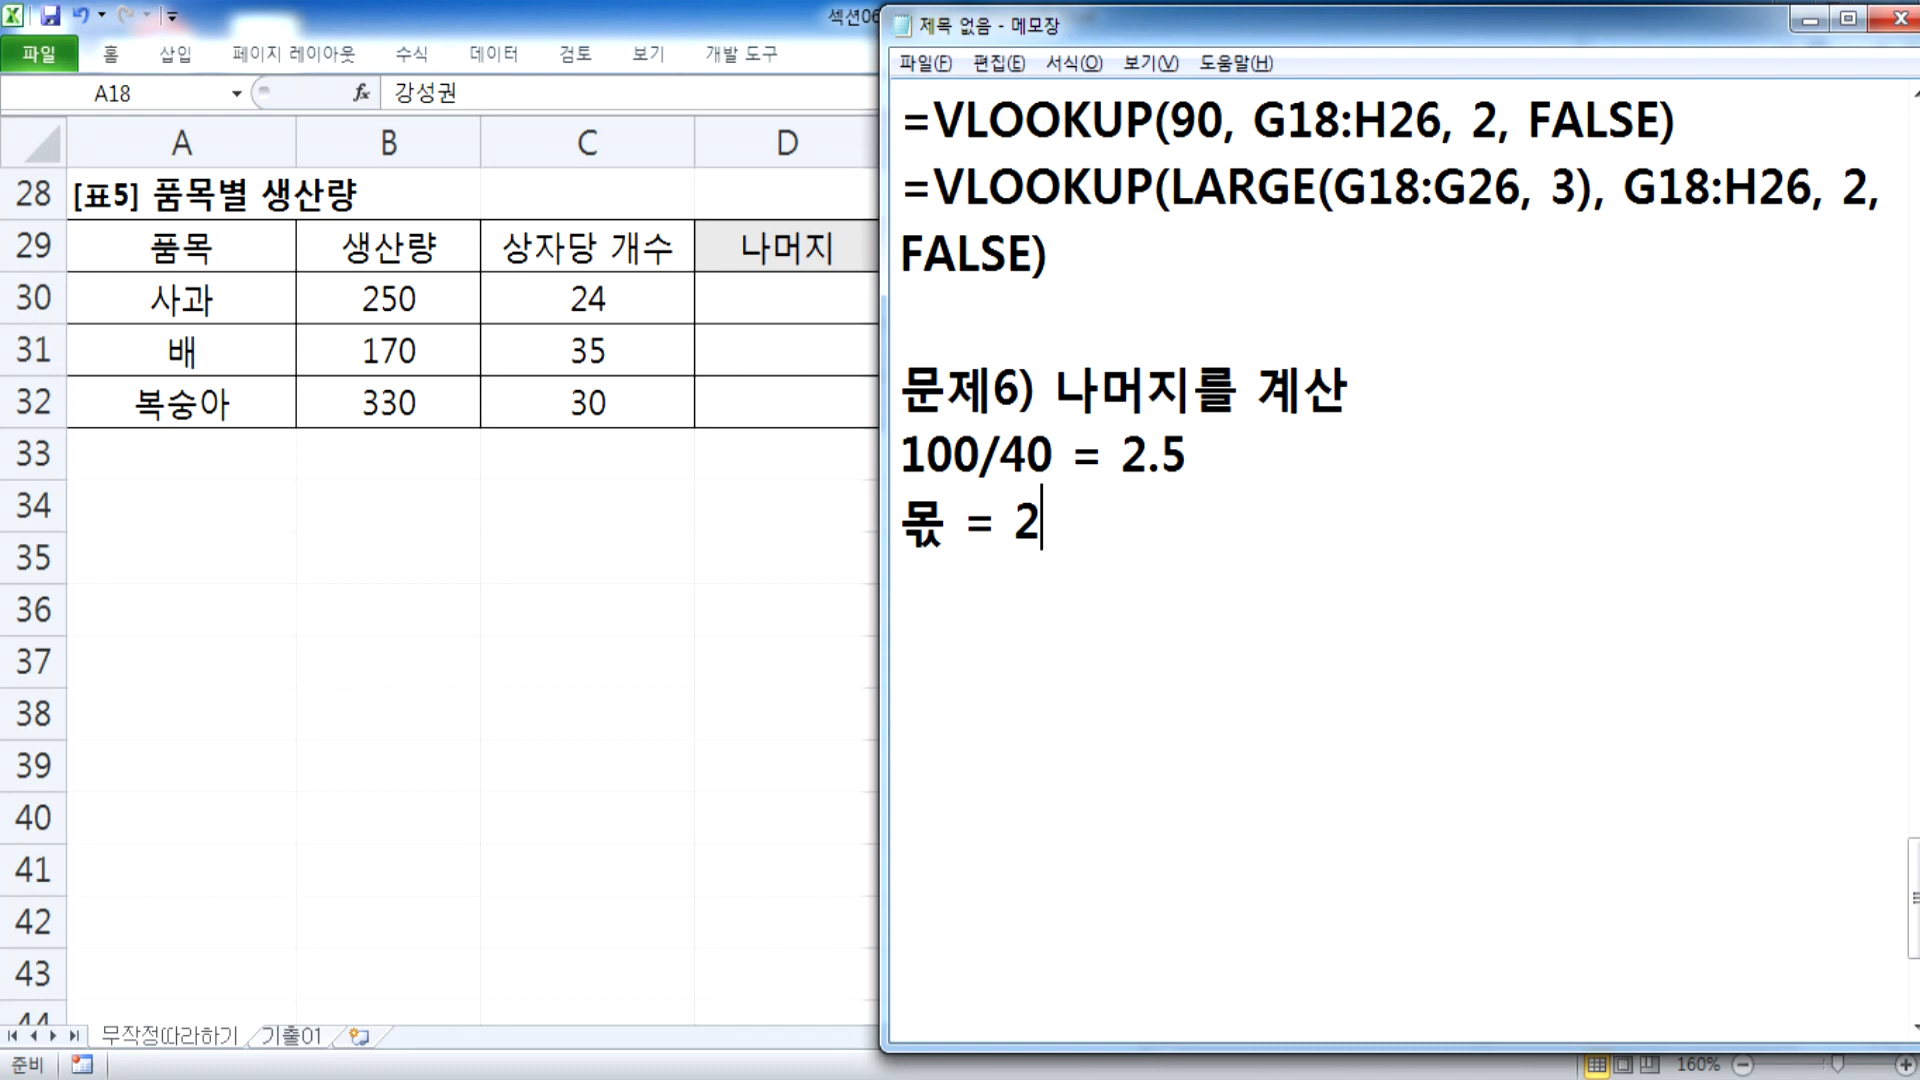 섹션06
파일 홈 삽입 페이지 레이아웃 수식 데이터 검토 보기 개발 도구
A18 fx 강성권
A B C D
28 [표5] 품목별 생산량
29 품목 생산량 상자당 개수 나머지
30 사과 250 24
31 배 170 35
32 복숭아 330 30
33
34
35
36
37
38
39
40
41
42
43
44
무작정따라하기 기출01
준비
160%
제목 없음 - 메모장
파일(F) 편집(E) 서식(O) 보기(V) 도움말(H)
=VLOOKUP(90, G18:H26, 2, FALSE)
=VLOOKUP(LARGE(G18:G26, 3), G18:H26, 2,
FALSE)
문제6) 나머지를 계산
100/40 = 2.5
몫 = 2